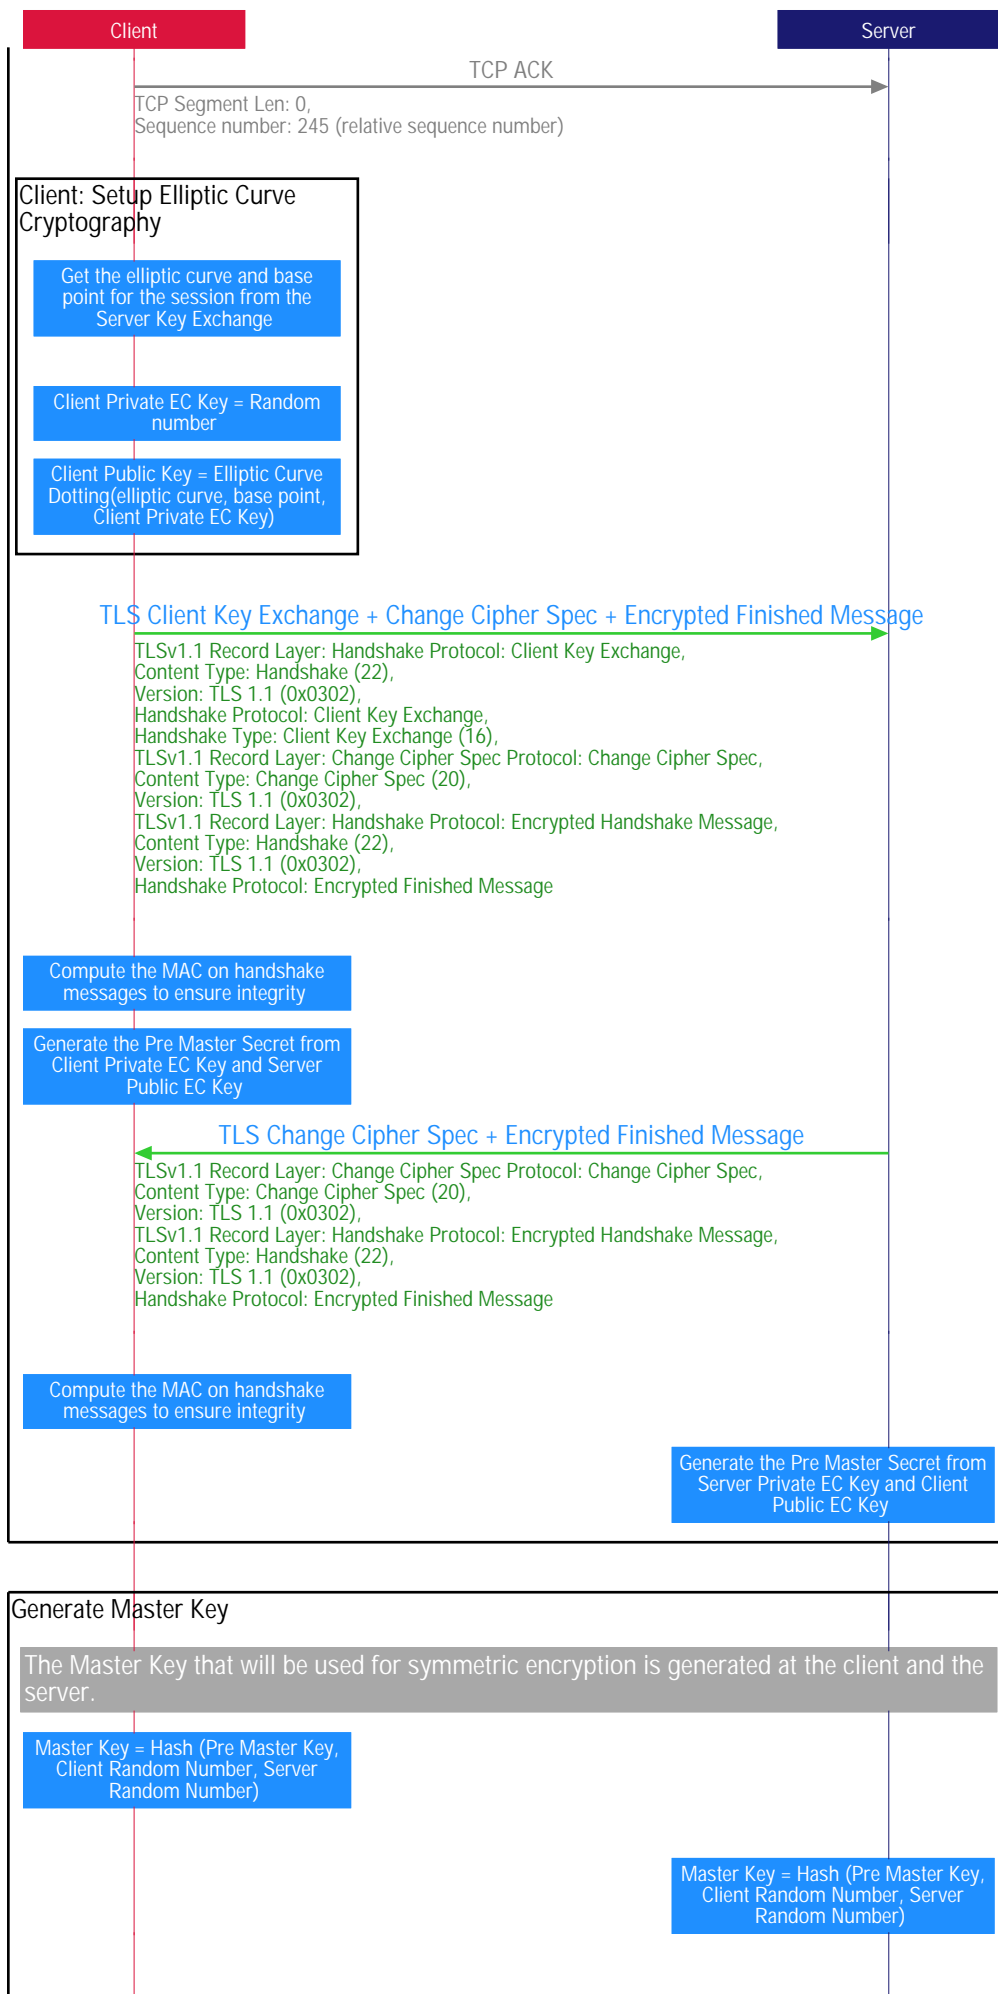 Client
Server
TCP ACK
TCP Segment Len: 0,
Sequence number: 245 (relative sequence number)
Client: Setup Elliptic Curve
Cryptography
Get the elliptic curve and base
point for the session from the
Server Key Exchange
Client Private EC Key = Random
number
Client Public Key = Elliptic Curve
Dotting(elliptic curve, base point,
Client Private EC Key)
TLS Client Key Exchange + Change Cipher Spec + Encrypted Finished Message
TLSv1.1 Record Layer: Handshake Protocol: Client Key Exchange,
Content Type: Handshake (22),
Version: TLS 1.1 (0x0302),
Handshake Protocol: Client Key Exchange,
Handshake Type: Client Key Exchange (16),
TLSv1.1 Record Layer: Change Cipher Spec Protocol: Change Cipher Spec,
Content Type: Change Cipher Spec (20),
Version: TLS 1.1 (0x0302),
TLSv1.1 Record Layer: Handshake Protocol: Encrypted Handshake Message,
Content Type: Handshake (22),
Version: TLS 1.1 (0x0302),
Handshake Protocol: Encrypted Finished Message
Compute the MAC on handshake
messages to ensure integrity
Generate the Pre Master Secret from
Client Private EC Key and Server
Public EC Key
TLS Change Cipher Spec + Encrypted Finished Message
TLSv1.1 Record Layer: Change Cipher Spec Protocol: Change Cipher Spec,
Content Type: Change Cipher Spec (20),
Version: TLS 1.1 (0x0302),
TLSv1.1 Record Layer: Handshake Protocol: Encrypted Handshake Message,
Content Type: Handshake (22),
Version: TLS 1.1 (0x0302),
Handshake Protocol: Encrypted Finished Message
Compute the MAC on handshake
messages to ensure integrity
Generate the Pre Master Secret from
Server Private EC Key and Client
Public EC Key
Generate Master Key
The Master Key that will be used for symmetric encryption is generated at the client and the
server.
Master Key = Hash (Pre Master Key,
Client Random Number, Server
Random Number)
Master Key = Hash (Pre Master Key,
Client Random Number, Server
Random Number)